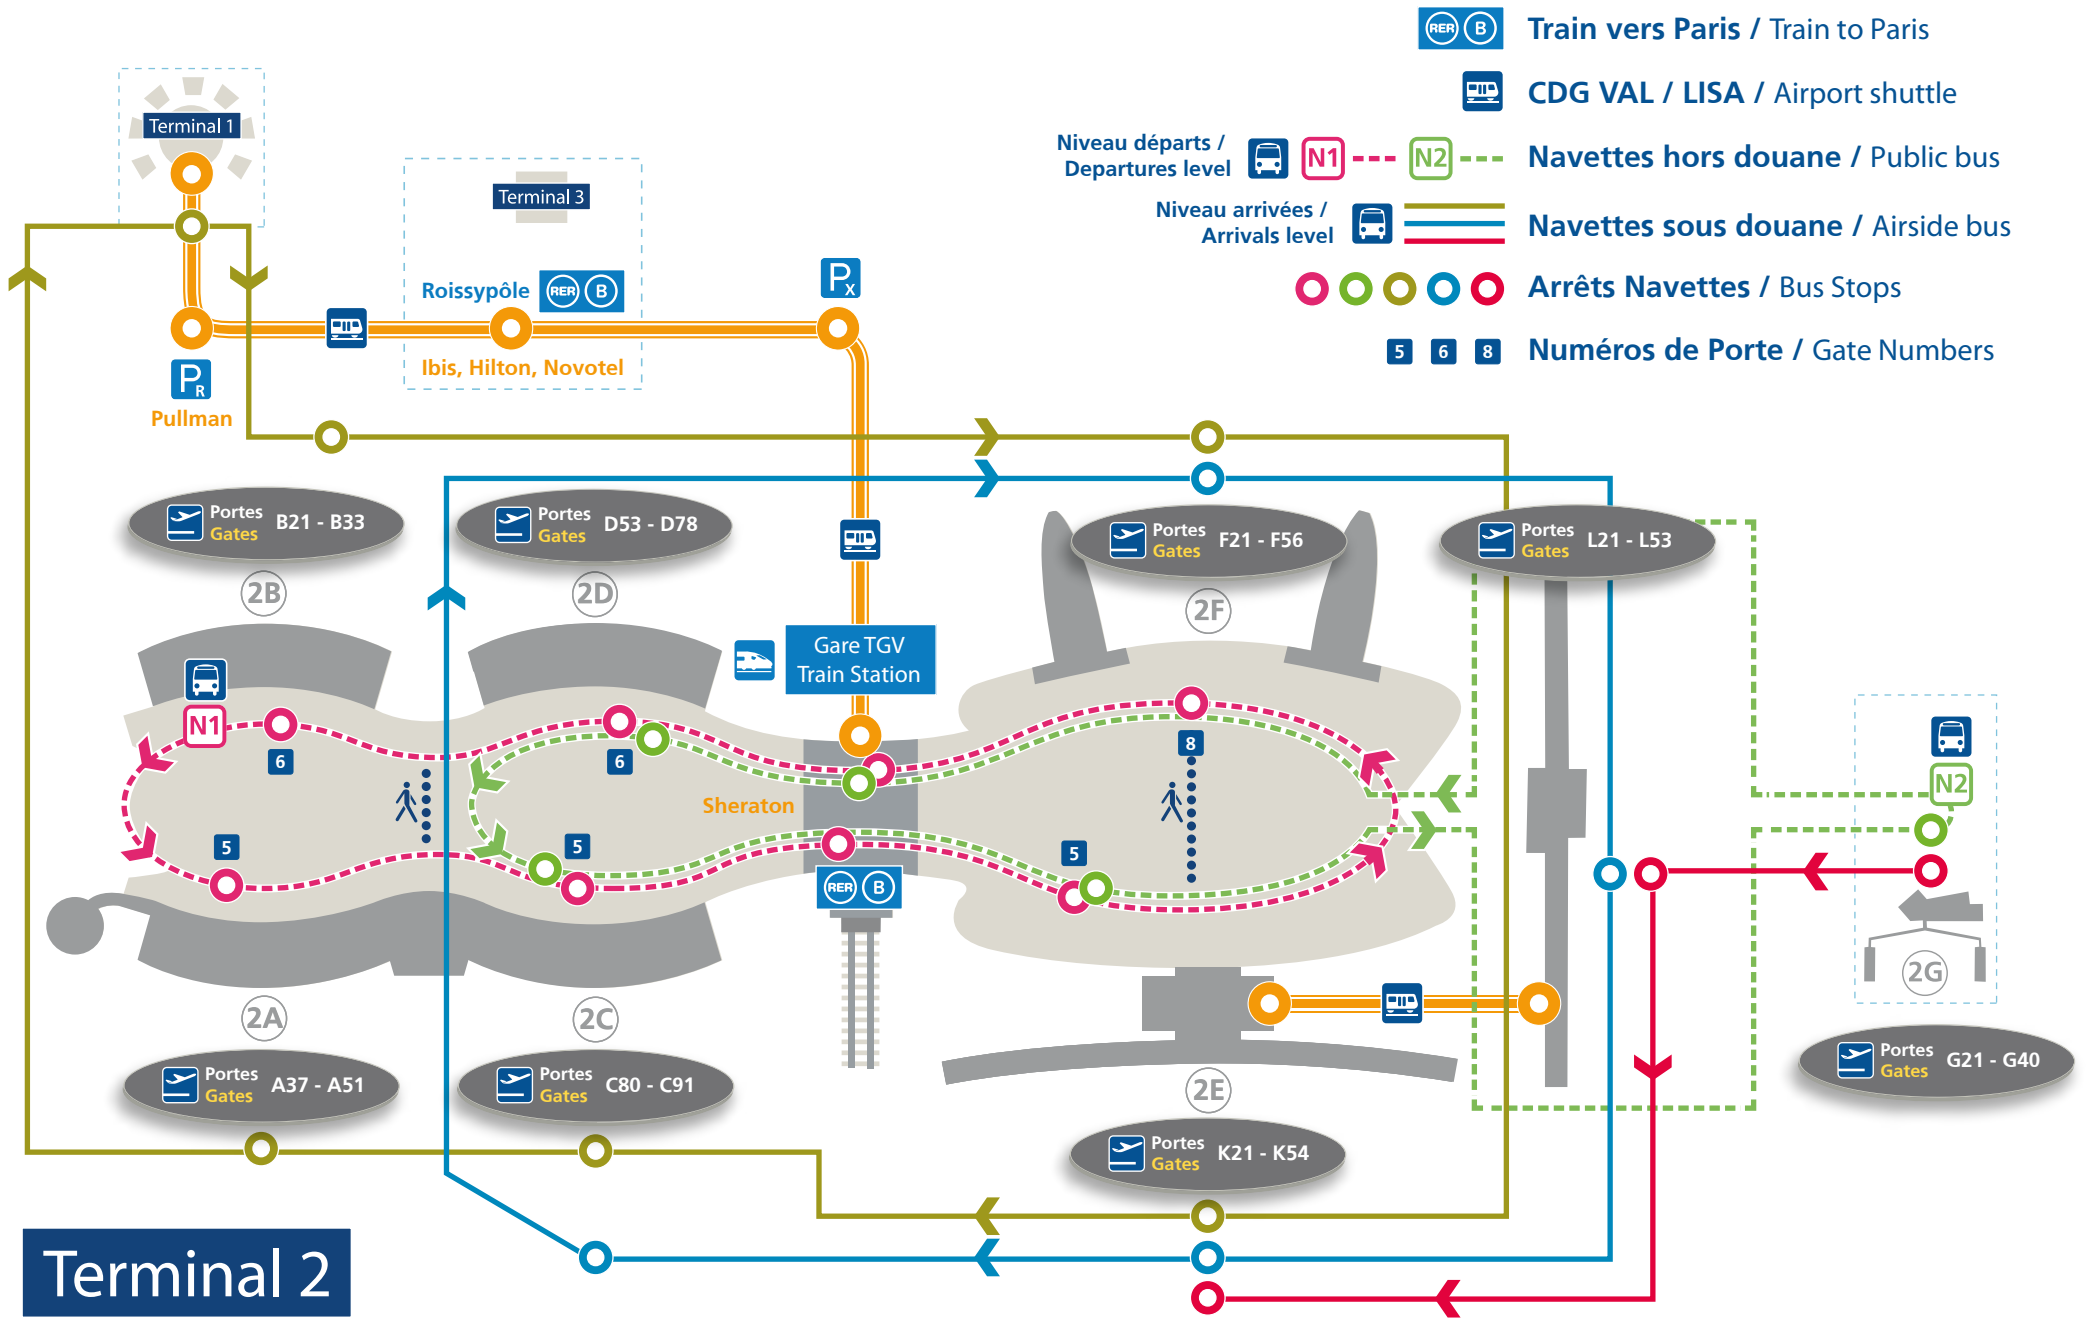 RER B Train vers Paris / Train to Paris
CDG VAL / LISA / Airport shuttle
Niveau départs /
Departures level
N1 N2 Navettes hors douane / Public bus
Niveau arrivées /
Arrivals level
Navettes sous douane / Airside bus
Arrêts Navettes / Bus Stops
5 6 8 Numéros de Porte / Gate Numbers
Terminal 1
Terminal 3
Roissypôle RER B
Ibis, Hilton, Novotel
PX
PR
Pullman
Portes
Gates
B21 - B33
2B
Portes
Gates
D53 - D78
2D
Portes
Gates
F21 - F56
2F
Portes
Gates
L21 - L53
Gare TGV
Train Station
N1
6
6
8
Sheraton
5
5
5
RER B
N2
2G
Portes
Gates
G21 - G40
2A
Portes
Gates
A37 - A51
2C
Portes
Gates
C80 - C91
2E
Portes
Gates
K21 - K54
Terminal 2